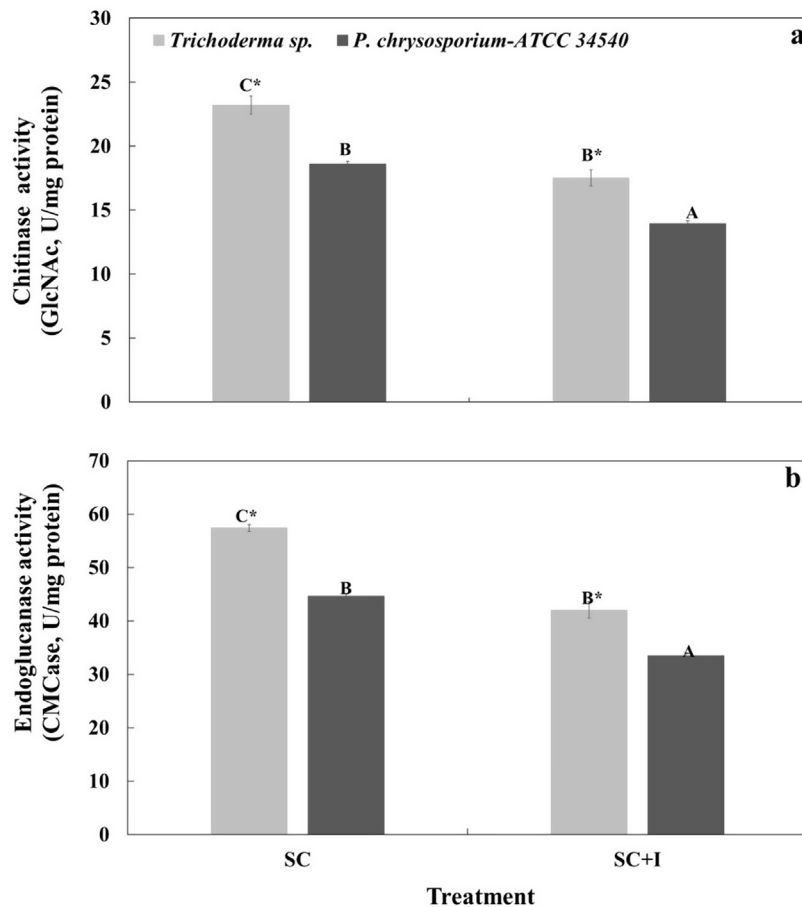 Trichoderma sp. P. chrysosporium-ATCC 34540
a
Chitinase activity
(GlcNAc, U/mg protein)
30
25
20
15
10
5
0
C*
B
B*
A
b
Endoglucanase activity
(CMCase, U/mg protein)
70
60
50
40
30
20
10
0
C*
B
B*
A
SC SC+I
Treatment